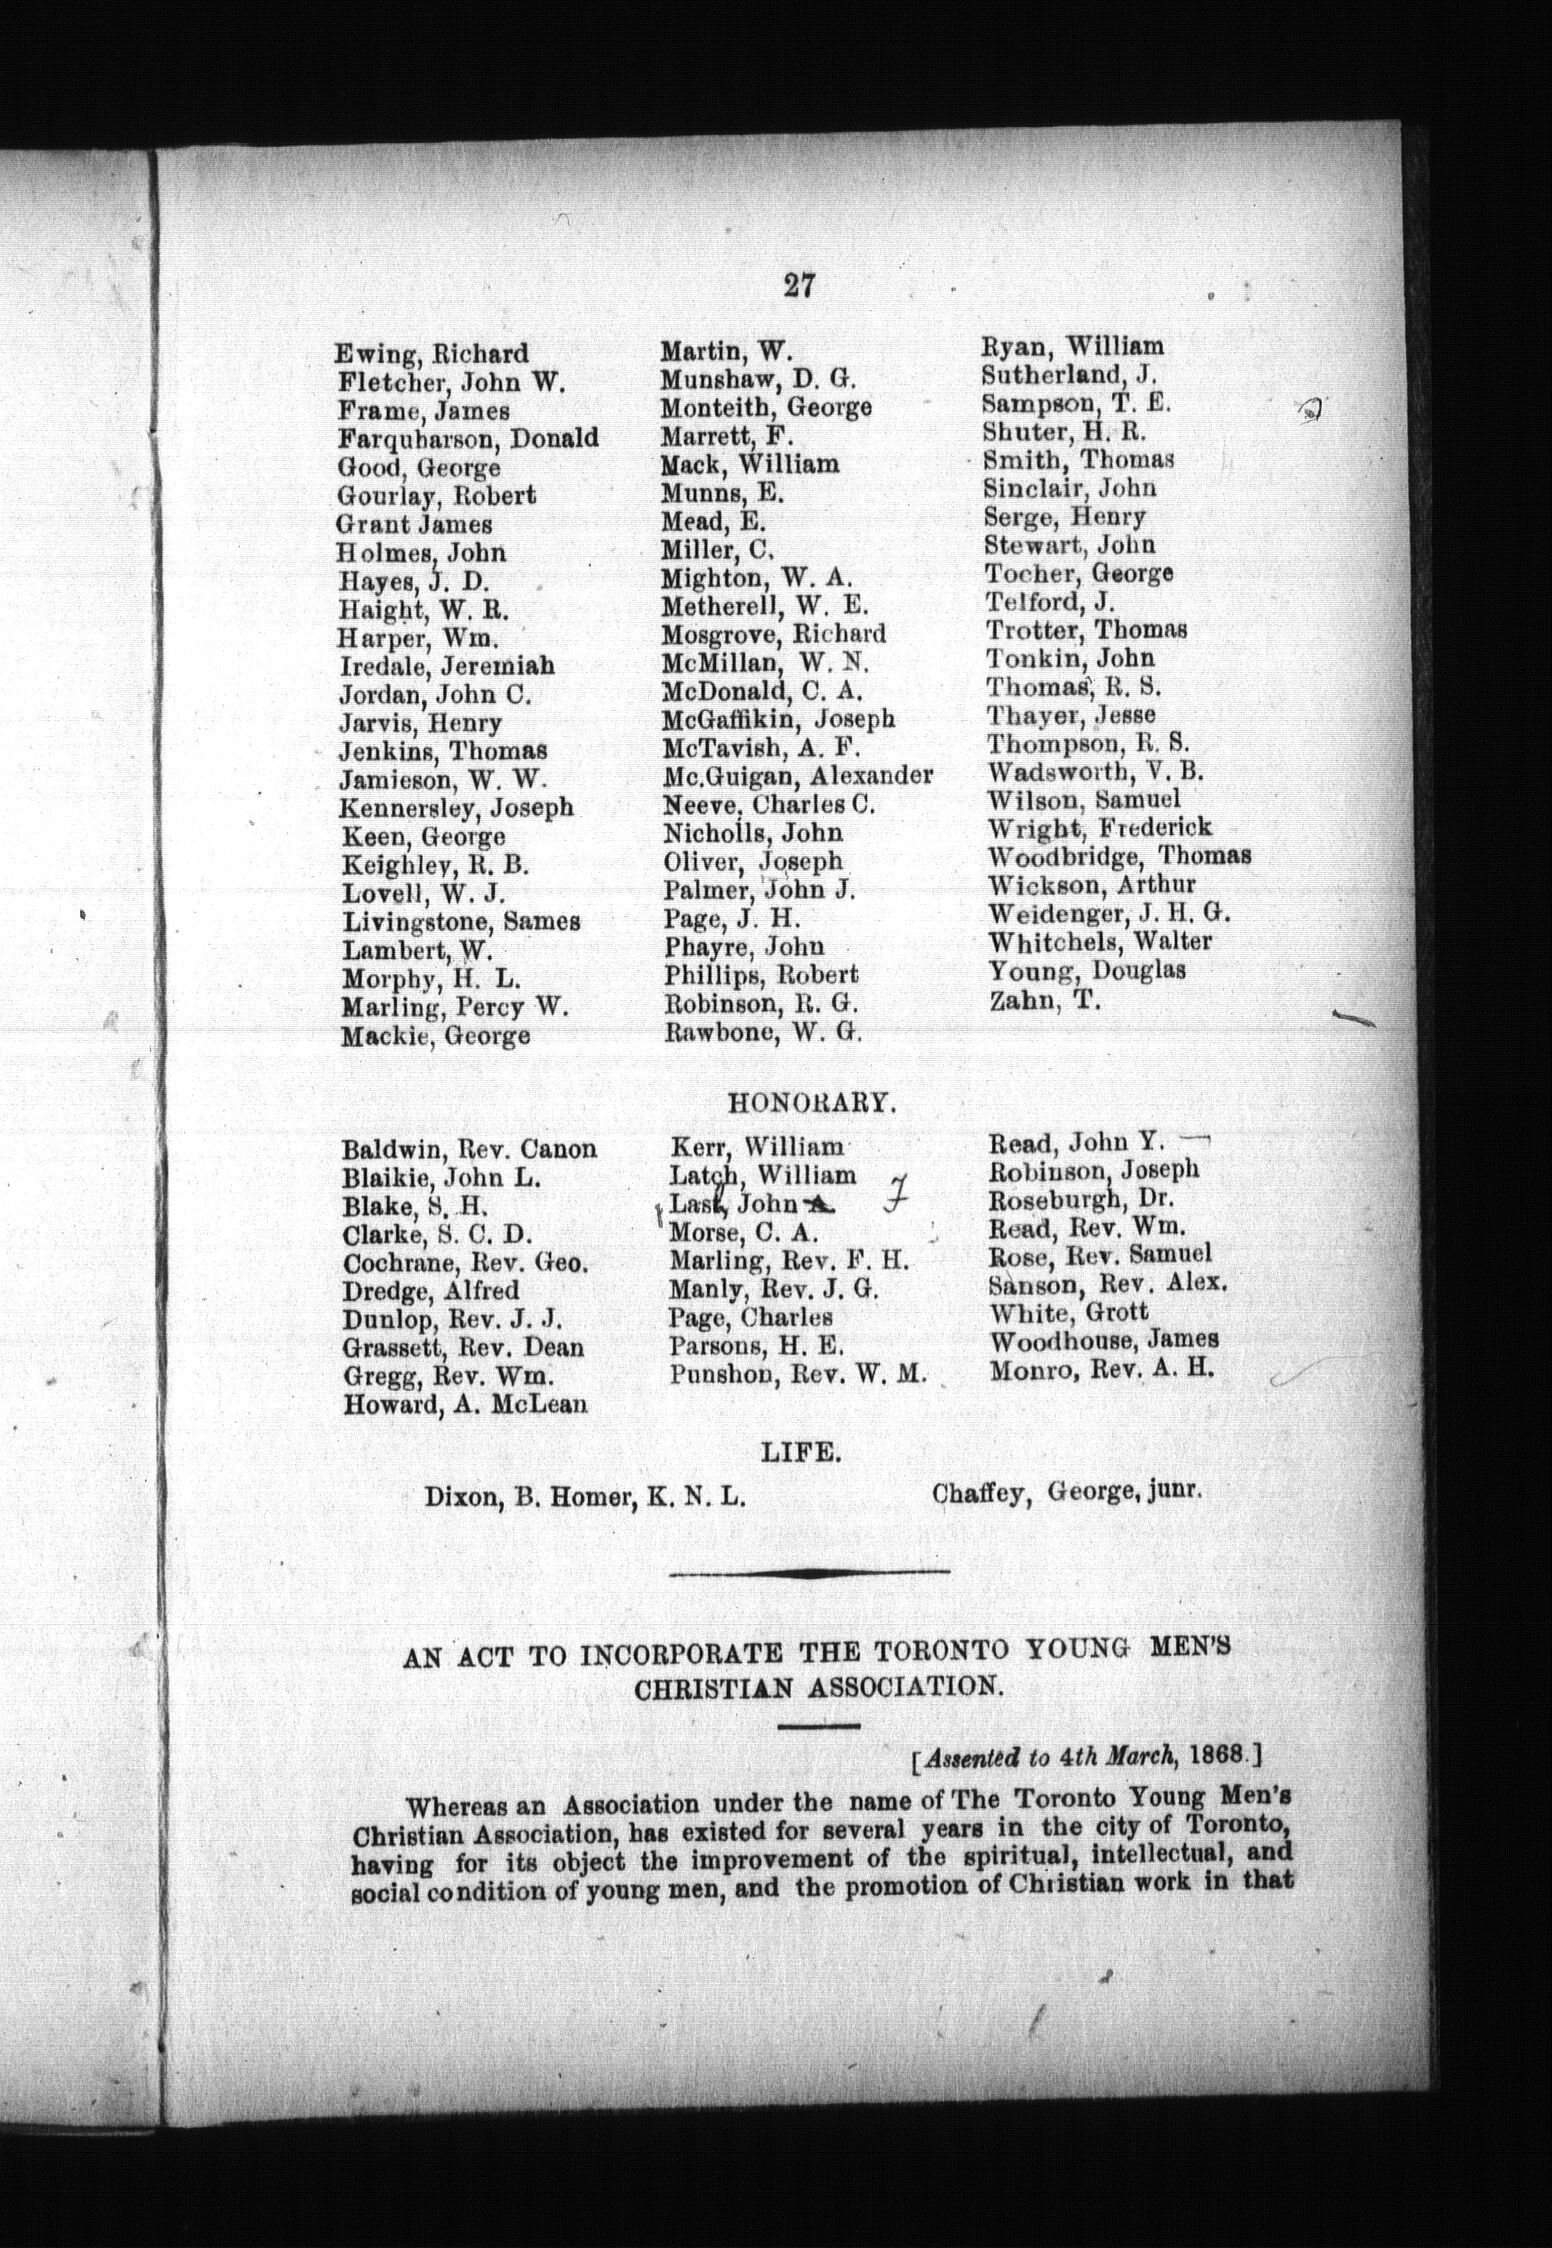 27
Ewing, Richard
Fletcher, John W.
Frame, James
Farquharson, Donald
Good, George
Gourlay, Robert
Grant James
Holmes, John
Hayes, J. D.
Haight, W. R.
Harper, Wm.
Iredale, Jeremiah
Jordan, John C.
Jarvis, Henry
Jenkins, Thomas
Jamieson, W. W.
Kennersley, Joseph
Keen, George
Keighley, R. B.
Lovell, W. J.
Livingstone, Sames
Lambert, W.
Morphy, H. L.
Marling, Percy W.
Mackie, George
Martin, W.
Munshaw, D. G.
Monteith, George
Marrett, F.
Mack, William
Munns, E.
Mead, E.
Miller, C.
Mighton, W. A.
Metherell, W. E.
Mosgrove, Richard
McMillan, W. N.
McDonald, C. A.
McGaffikin, Joseph
McTavish, A. F.
Mc.Guigan, Alexander
Neeve, Charles C.
Nicholls, John
Oliver, Joseph
Palmer, John J.
Page, J. H.
Phayre, John
Phillips, Robert
Robinson, R. G.
Rawbone, W. G.
Ryan, William
Sutherland, J.
Sampson, T. E.
Shuter, H. R.
Smith, Thomas
Sinclair, John
Serge, Henry
Stewart, John
Tocher, George
Telford, J.
Trotter, Thomas
Tonkin, John
Thomas, R. S.
Thayer, Jesse
Thompson, R. S.
Wadsworth, V. B.
Wilson, Samuel
Wright, Frederick
Woodbridge, Thomas
Wickson, Arthur
Weidenger, J. H. G.
Whitchels, Walter
Young, Douglas
Zahn, T.
HONORARY.
Baldwin, Rev. Canon
Blaikie, John L.
Blake, S. H.
Clarke, S. C. D.
Cochrane, Rev. Geo.
Dredge, Alfred
Dunlop, Rev. J. J.
Grassett, Rev. Dean
Gregg, Rev. Wm.
Howard, A. McLean
Kerr, William
Latch, William
John A. F
Morse, C. A.
Marling, Rev. F. H.
Manly, Rev. J. G.
Page, Charles
Parsons, H. E.
Punshon, Rev. W. M.
Read, John Y.
Robinson, Joseph
Roseburgh, Dr.
Read, Rev. Wm.
Rose, Rev. Samuel
Sanson, Rev. Alex.
White, Grott
Woodhouse, James
Monro, Rev. A. H.
LIFE.
Dixon, B. Homer, K. N. L.
Chaffey, George, junr.
AN ACT TO INCORPORATE THE TORONTO YOUNG MEN'S
CHRISTIAN ASSOCIATION.
[Assented to 4th March, 1868.]
Whereas an Association under the name of The Toronto Young Men's
Christian Association, has existed for several years in the city of Toronto,
having for its object the improvement of the spiritual, intellectual, and
social condition of young men, and the promotion of Christian work in that